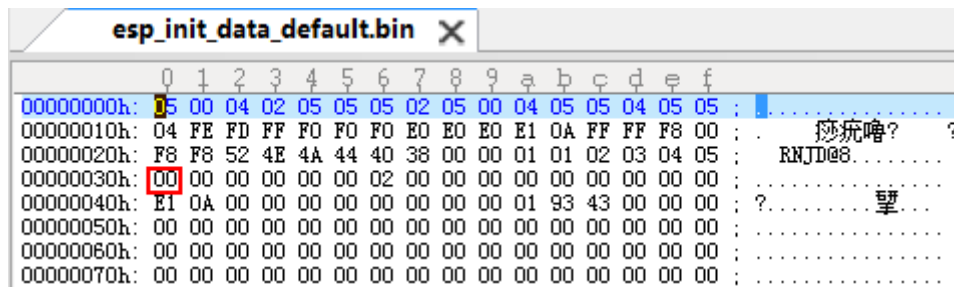 esp_init_data_default.bin
0 1 2 3 4 5 6 7 8 9 a b c d e f
00000000h: 05 00 04 02 05 05 05 02 05 00 04 05 05 04 05 05 ; ................
00000010h: 04 FE FD FF F0 F0 F0 E0 E0 E0 E1 0A FF FF F8 00 ; . 痧疣噜? ?
00000020h: F8 F8 52 4E 4A 44 40 38 00 00 01 01 02 03 04 05 ; RNJD@8........
00000030h: 00 00 00 00 00 00 02 00 00 00 00 00 00 00 00 00 ; ................
00000040h: E1 0A 00 00 00 00 00 00 00 00 01 93 43 00 00 00 00 ; ?.........揅...
00000050h: 00 00 00 00 00 00 00 00 00 00 00 00 00 00 00 00 ; ................
00000060h: 00 00 00 00 00 00 00 00 00 00 00 00 00 00 00 00 ; ................
00000070h: 00 00 00 00 00 00 00 00 00 00 00 00 00 00 00 00 ; ................